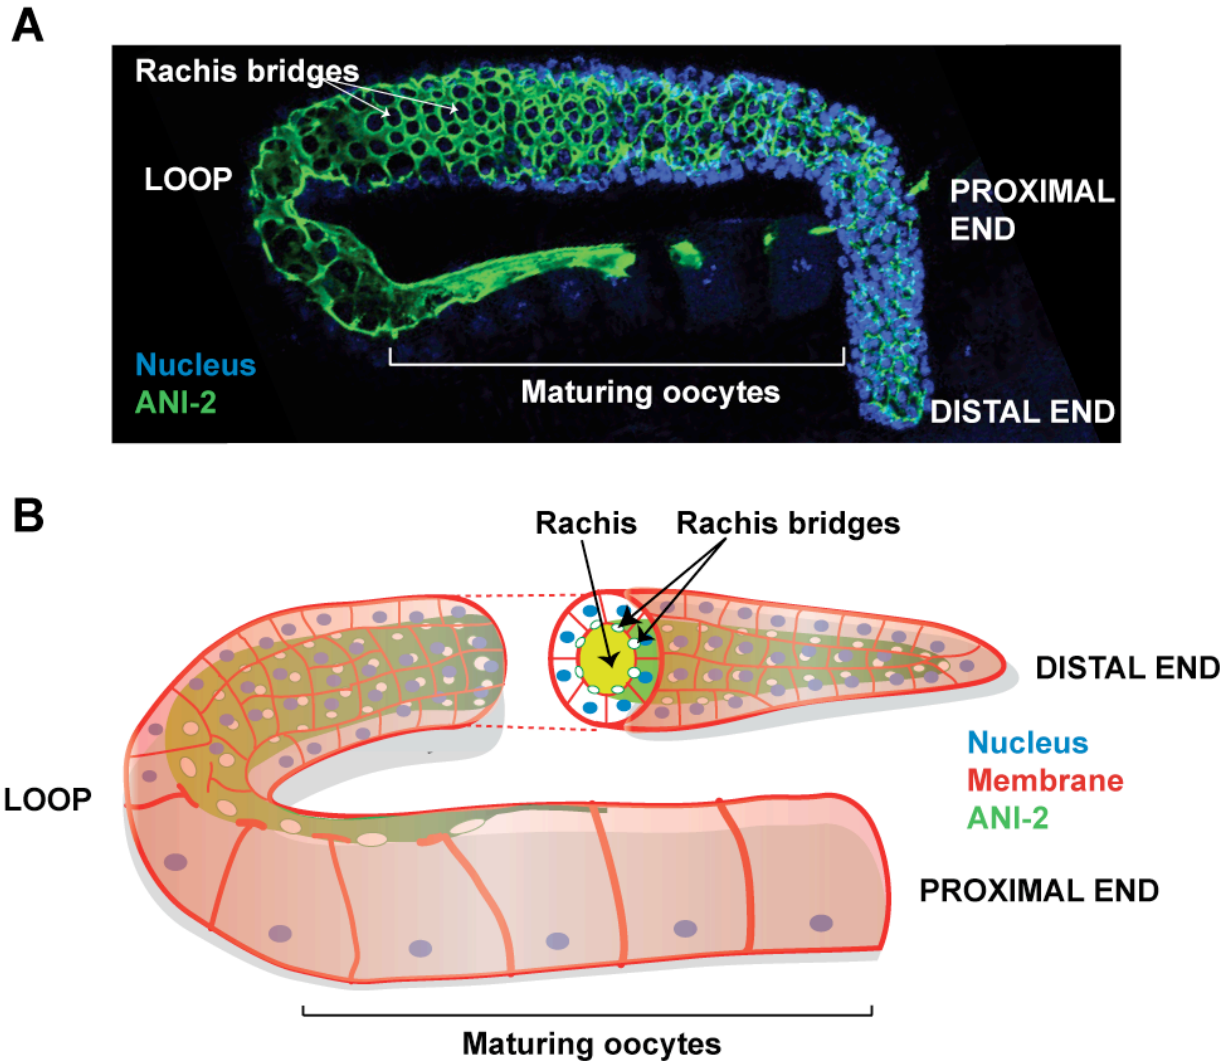 A
Rachis bridges
LOOP
PROXIMAL
END
Nucleus
ANI-2
Maturing oocytes
DISTAL END
B
Rachis
Rachis bridges
DISTAL END
Nucleus
Membrane
ANI-2
LOOP
PROXIMAL END
Maturing oocytes